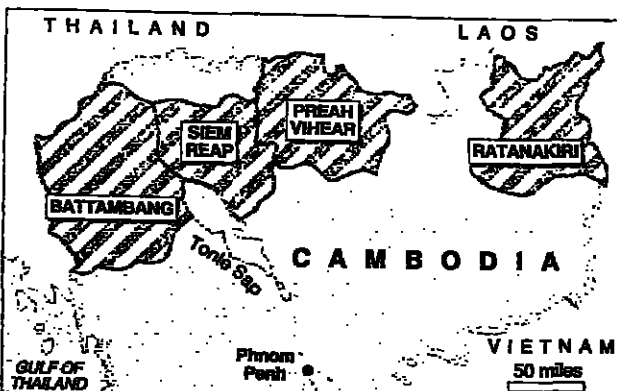 THAILAND
LAOS
PREAH
VIHEAR
SIEM
REAP
RATANAKIRI
BATTAMBANG
Tonle Sap
CAMBODIA
VIETNAM
GULF OF
THAILAND
Phnom
Penh
50 miles